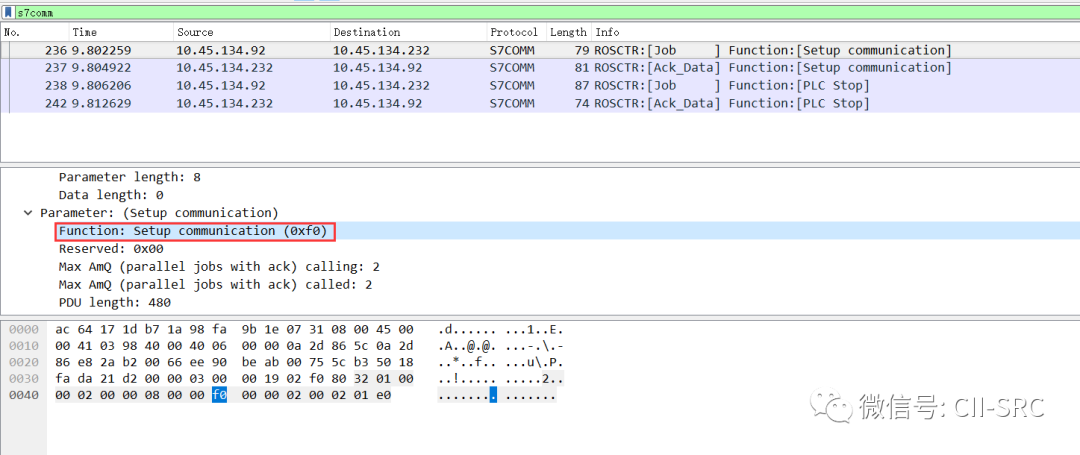 s7comm
No. Time Source Destination Protocol Length Info
236 9.802259 10.45.134.92 10.45.134.232 S7COMM 79 ROSCTR:[Job ] Function:[Setup communication]
237 9.804922 10.45.134.232 10.45.134.92 S7COMM 81 ROSCTR:[Ack_Data] Function:[Setup communication]
238 9.806206 10.45.134.92 10.45.134.232 S7COMM 87 ROSCTR:[Job ] Function:[PLC Stop]
242 9.812629 10.45.134.232 10.45.134.92 S7COMM 74 ROSCTR:[Ack_Data] Function:[PLC Stop]
Parameter length: 8
Data length: 0
Parameter: (Setup communication)
Function: Setup communication (0xf0)
Reserved: 0x00
Max AmQ (parallel jobs with ack) calling: 2
Max AmQ (parallel jobs with ack) called: 2
PDU length: 480
0000 ac 64 17 1d b7 1a 98 fa 9b 1e 07 31 08 00 45 00 .d...... ...1..E.
0010 00 41 03 98 40 00 40 06 00 00 0a 2d 86 5c 0a 2d .A..@.@. ...-.\.-
0020 86 e8 2a b2 00 66 ee 90 be ab 00 75 5c b3 50 18 ..*..f.. ...u\.P.
0030 fa da 21 d2 00 00 03 00 00 19 02 f0 80 32 01 00 ..!..... .....2..
0040 00 02 00 00 08 00 00 f0 00 00 02 00 02 01 e0 ........ .......
微信号: CII-SRC